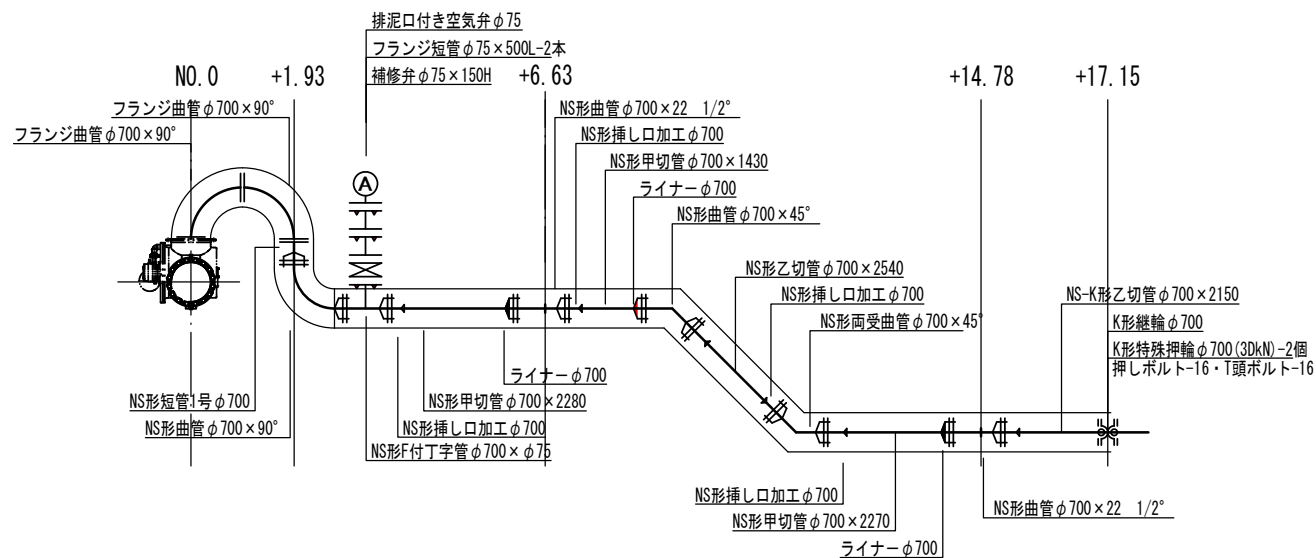 排泥口付き空気弁φ75
フランジ短管φ75×500L-2本
補修弁φ75×150H
NO.0
+1.93
+6.63
+14.78
+17.15
フランジ曲管φ700×90°
フランジ曲管φ700×90°
NS形曲管φ700×22 1/2°
NS形挿し口加工φ700
NS形甲切管φ700×1430
ライナーφ700
NS形曲管φ700×45°
A
NS形乙切管φ700×2540
NS形挿し口加工φ700
NS形両受曲管φ700×45°
NS-K形乙切管φ700×2150
K形継輪φ700
K形特殊押輪φ700(3DkN)-2個
押しボルト-16・T頭ボルト-16
ライナーφ700
NS形短管1号φ700
NS形甲切管φ700×2280
NS形曲管φ700×90°
NS形挿し口加工φ700
NS形F付丁字管φ700×φ75
NS形挿し口加工φ700
NS形曲管φ700×22 1/2°
NS形甲切管φ700×2270
ライナーφ700